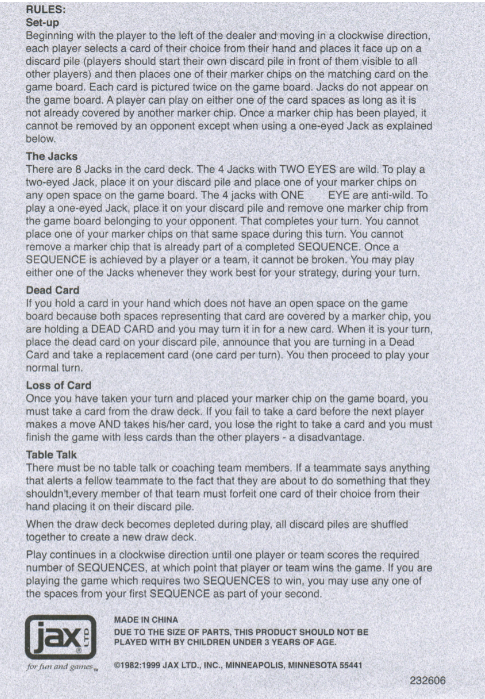 RULES:
Set-up
Beginning with the player to the left of the dealer and moving in a clockwise direction,
each player selects a card of their choice from their hand and places it face up on a
discard pile (players should start their own discard pile in front of them visible to all
other players) and then places one of their marker chips on the matching card on the
game board. Each card is pictured twice on the game board. Jacks do not appear on
the game board. A player can play on either one of the card spaces as long as it is
not already covered by another marker chip. Once a marker chip has been played, it
cannot be removed by an opponent except when using a one-eyed Jack as explained
below.
The Jacks
There are 8 Jacks in the card deck. The 4 Jacks with TWO EYES are wild. To play a
two-eyed Jack, place it on your discard pile and place one of your marker chips on
any open space on the game board. The 4 jacks with ONE EYE are anti-wild. To
play a one-eyed Jack, place it on your discard pile and remove one marker chip from
the game board belonging to your opponent. That completes your turn. You cannot
place one of your marker chips on that same space during this turn. You cannot
remove a marker chip that is already part of a completed SEQUENCE. Once a
SEQUENCE is achieved by a player or a team, it cannot be broken. You may play
either one of the Jacks whenever they work best for your strategy, during your turn.
Dead Card
If you hold a card in your hand which does not have an open space on the game
board because both spaces representing that card are covered by a marker chip, you
are holding a DEAD CARD and you may turn it in for a new card. When it is your turn,
place the dead card on your discard pile, announce that you are turning in a Dead
Card and take a replacement card (one card per turn). You then proceed to play your
normal turn.
Loss of Card
Once you have taken your turn and placed your marker chip on the game board, you
must take a card from the draw deck. If you fail to take a card before the next player
makes a move AND takes his/her card, you lose the right to take a card and you must
finish the game with less cards than the other players - a disadvantage.
Table Talk
There must be no table talk or coaching team members. If a teammate says anything
that alerts a fellow teammate to the fact that they are about to do something that they
shouldn't,every member of that team must forfeit one card of their choice from their
hand placing it on their discard pile.
When the draw deck becomes depleted during play, all discard piles are shuffled
together to create a new draw deck.
Play continues in a clockwise direction until one player or team scores the required
number of SEQUENCES, at which point that player or team wins the game. If you are
playing the game which requires two SEQUENCES to win, you may use any one of
the spaces from your first SEQUENCE as part of your second.
jax LTD ®
for fun and games™
MADE IN CHINA
DUE TO THE SIZE OF PARTS, THIS PRODUCT SHOULD NOT BE
PLAYED WITH BY CHILDREN UNDER 3 YEARS OF AGE.
©1982:1999 JAX LTD., INC., MINNEAPOLIS, MINNESOTA 55441
232606